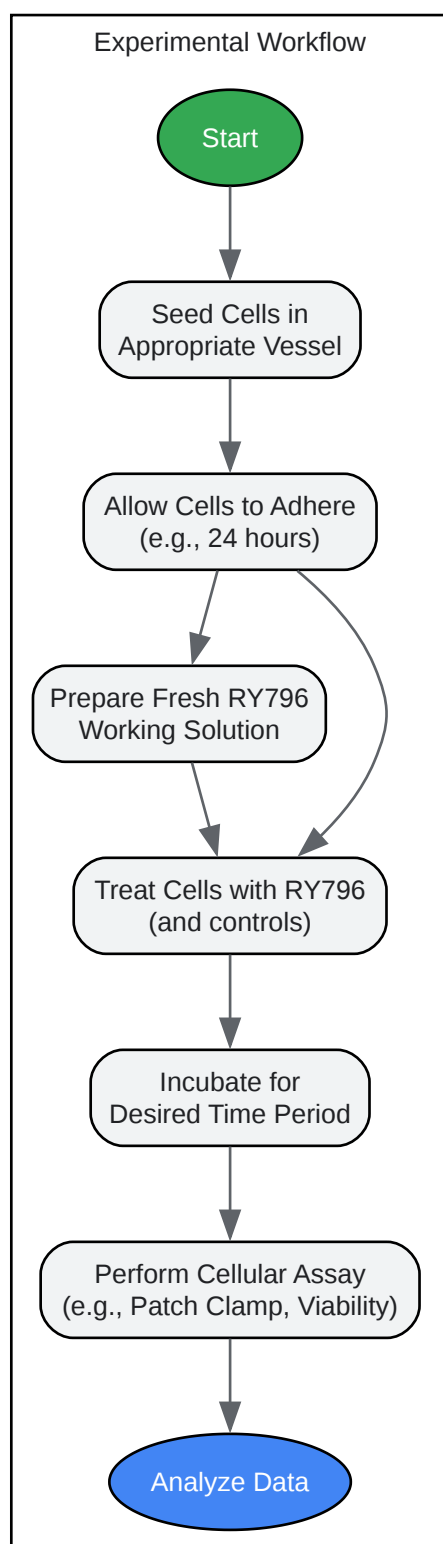 Experimental Workflow
Start
Seed Cells in
Appropriate Vessel
Allow Cells to Adhere
(e.g., 24 hours)
Prepare Fresh RY796
Working Solution
Treat Cells with RY796
(and controls)
Incubate for
Desired Time Period
Perform Cellular Assay
(e.g., Patch Clamp, Viability)
Analyze Data